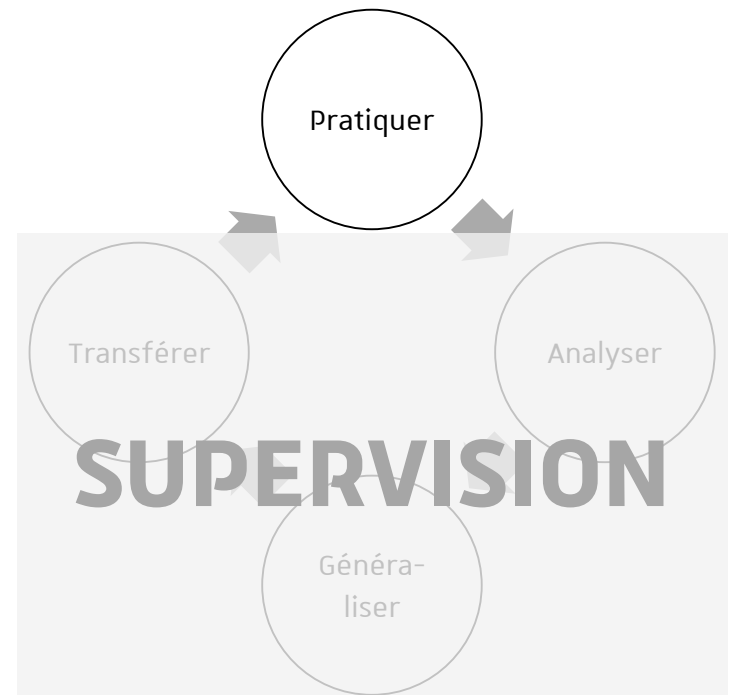 Pratiquer
Transférer
Analyser
SUPERVISION
Généra-
liser